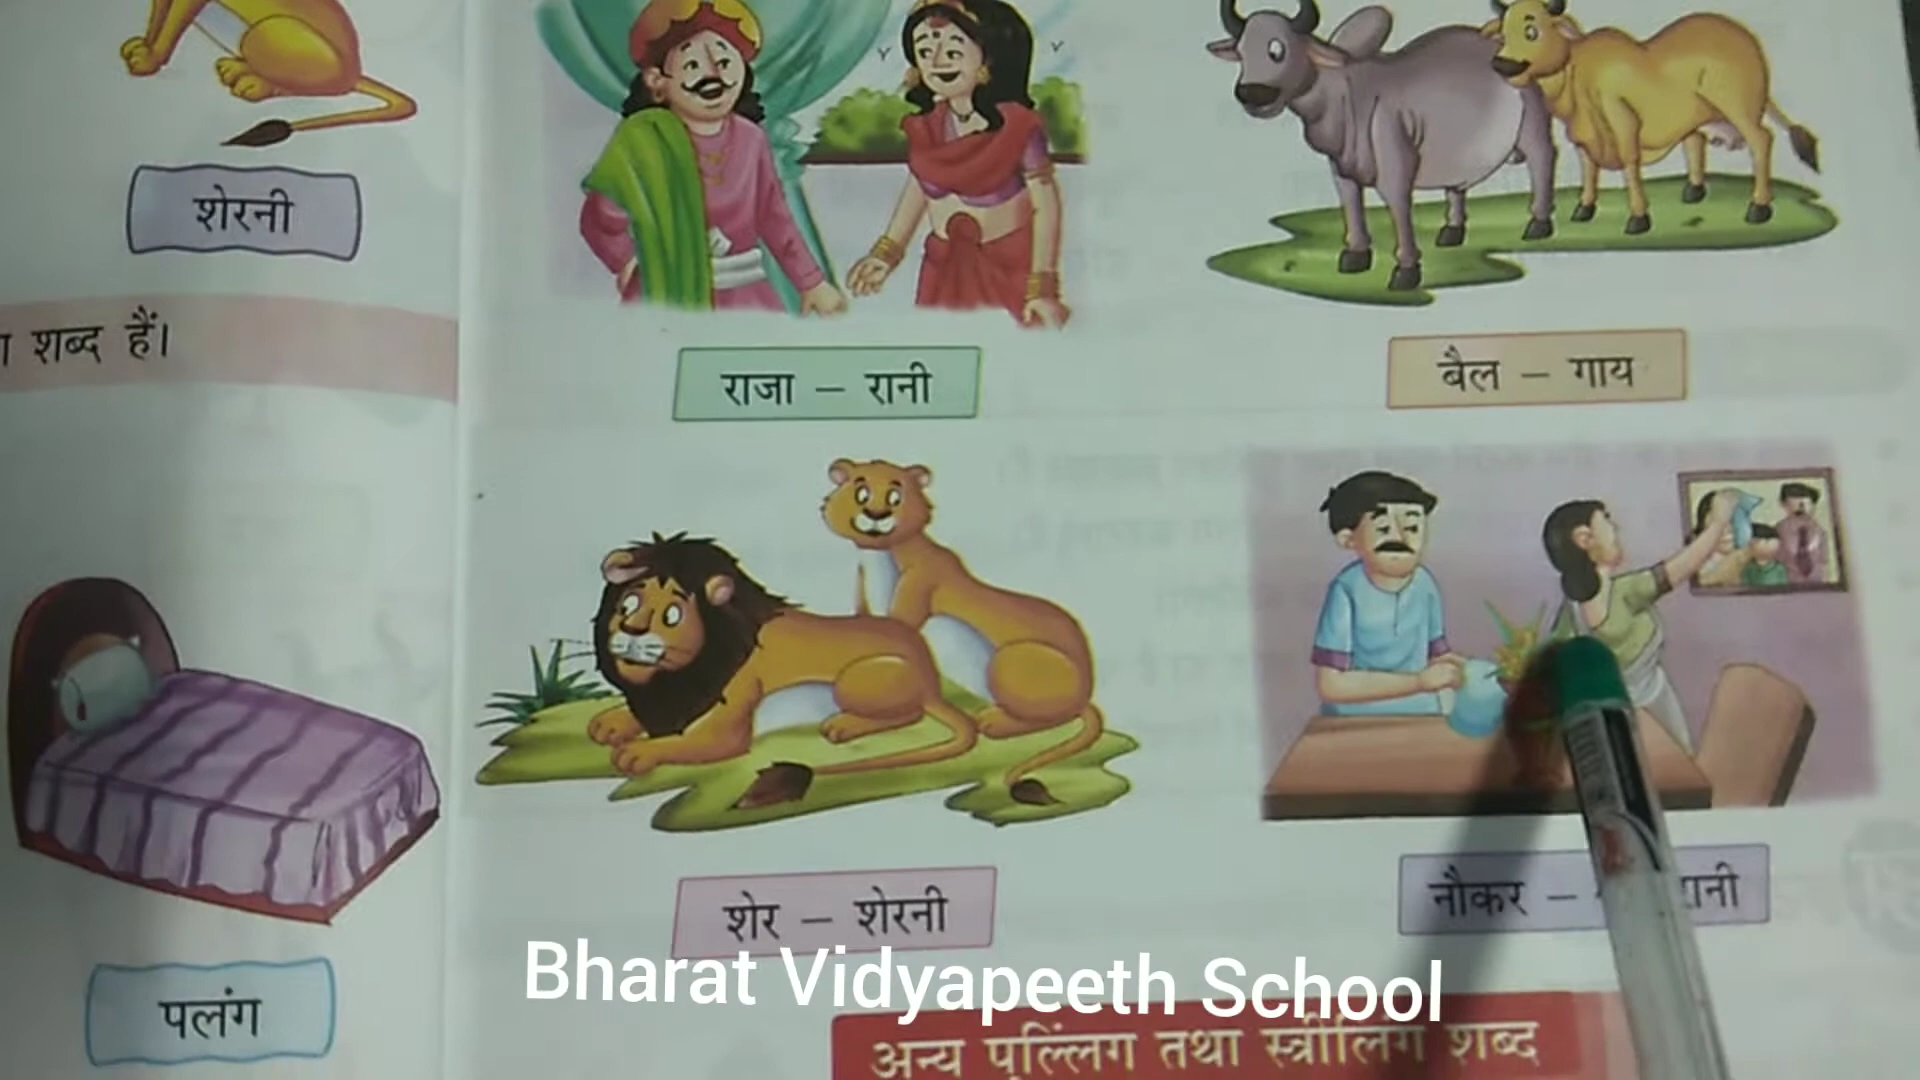 शेरनी
शब्द हैं।
पलंग
राजा – रानी
बैल – गाय
शेर – शेरनी
नौकर –
Bharat Vidyapeeth School
अन्य पुल्लिंग तथा स्त्रीलिंग शब्द